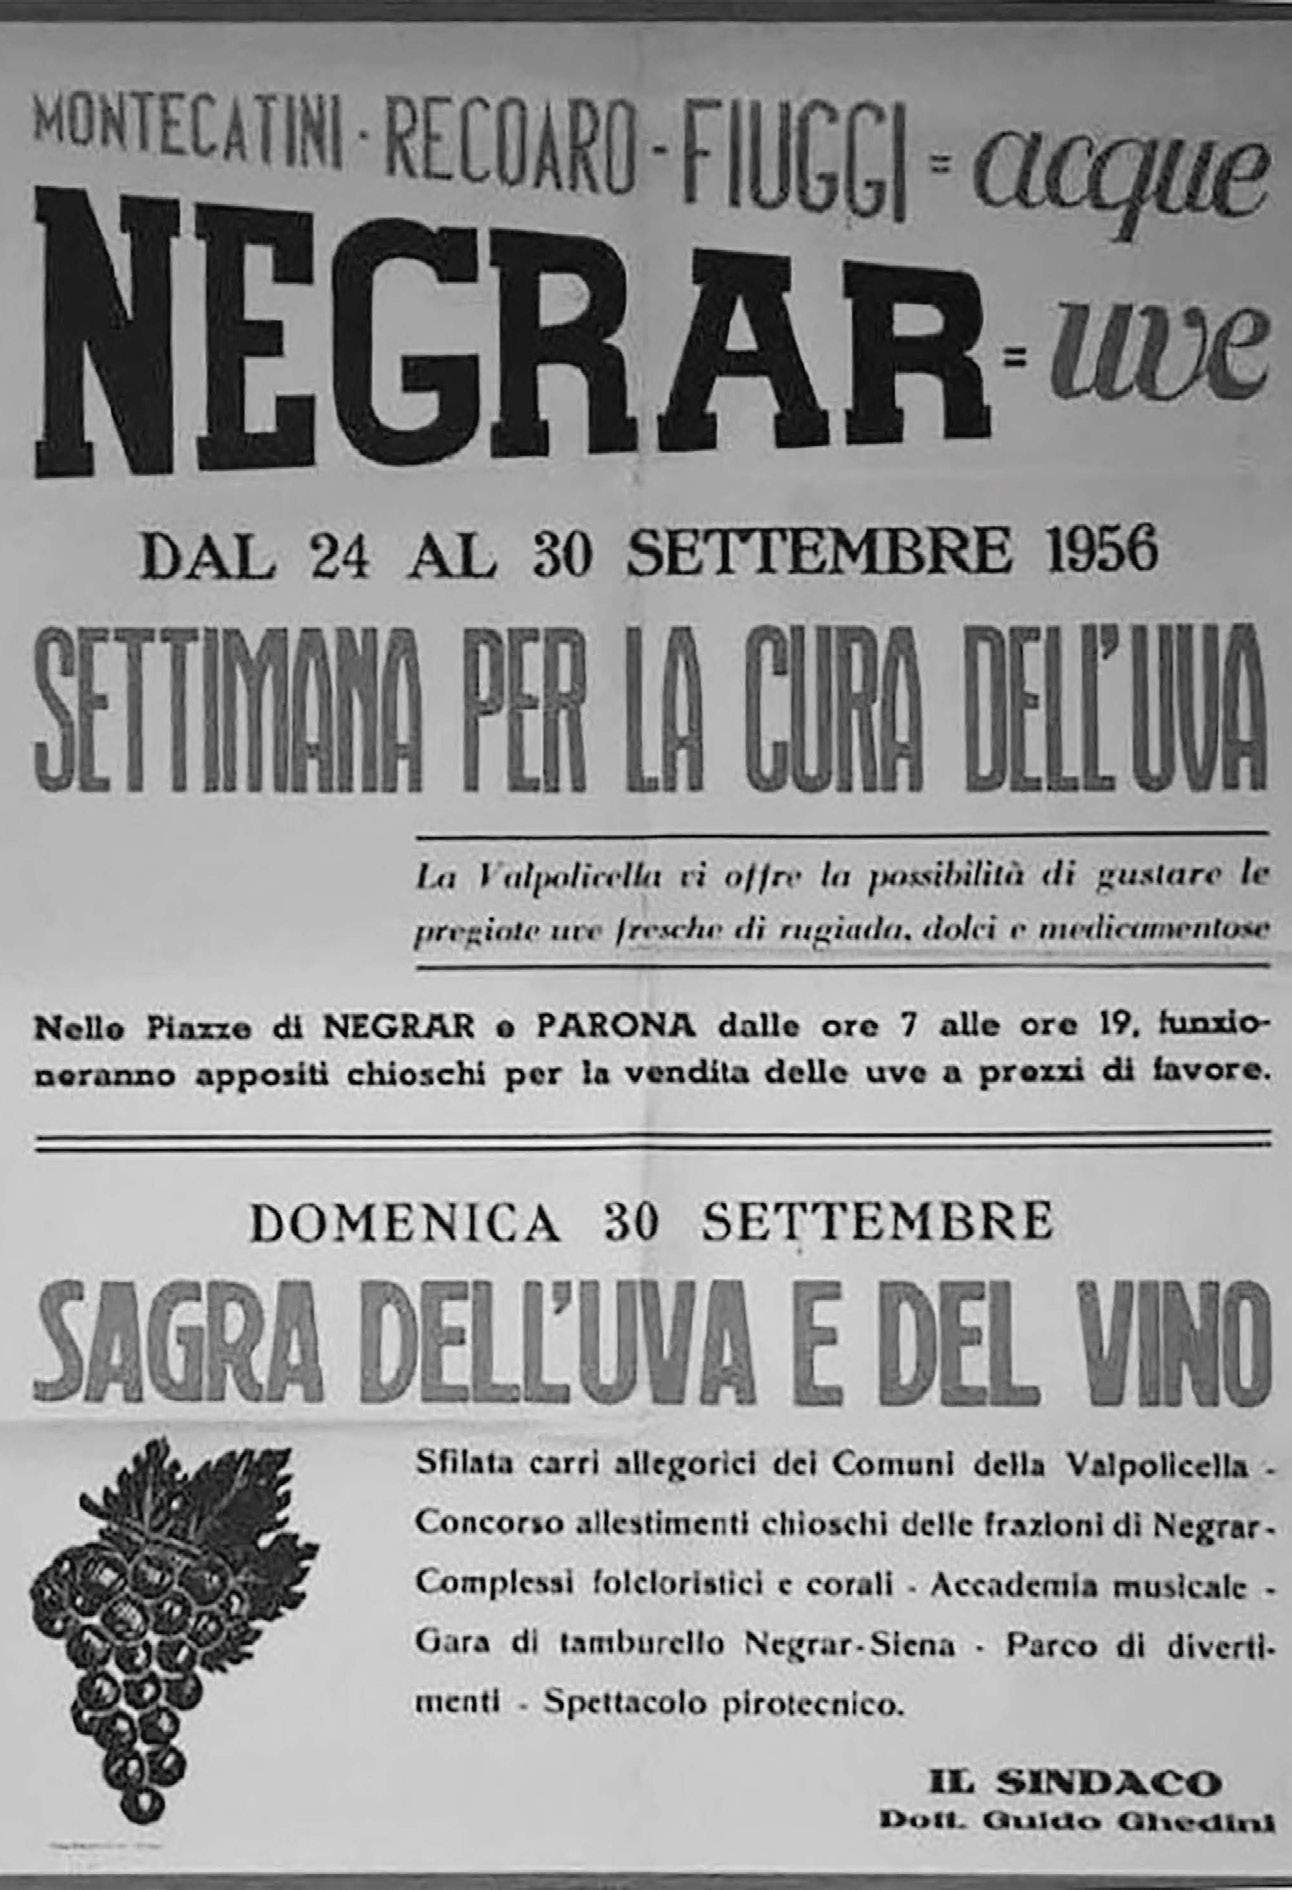 MONTECATINI - RECOARO - FIUGGI = acque
NEGRAR = uve
DAL 24 AL 30 SETTEMBRE 1956
SETTIMANA PER LA CURA DELL'UVA
La Valpolicella vi offre la possibilità di gustare le
pregiate uve fresche di rugiada, dolci e medicamentose
Nelle Piazze di NEGRAR e PARONA dalle ore 7 alle ore 19, funzio-
neranno appositi chioschi per la vendita delle uve a prezzi di favore.
DOMENICA 30 SETTEMBRE
SAGRA DELL'UVA E DEL VINO
Sfilata carri allegorici dei Comuni della Valpolicella -
Concorso allestimenti chioschi delle frazioni di Negrar-
Complessi folcloristici e corali - Accademia musicale -
Gara di tamburello Negrar-Siena - Parco di diverti-
menti - Spettacolo pirotecnico.
IL SINDACO
Dott. Guido Ghedini